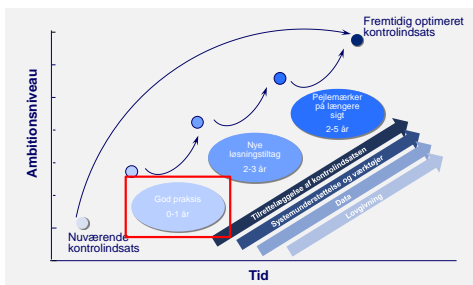 Fremtidig optimeret
kontrolindsats
Ambitionsniveau
Pejlemærker
på længere
sigt
2-5 år
Nye
løsningstiltag
2-3 år
God praksis
0-1 år
Nuværende
kontrolindsats
Tilrettelæggelse af kontrolindsatsen
Systemunderstøttelse og værktøjer
Data
Lovgivning
Tid